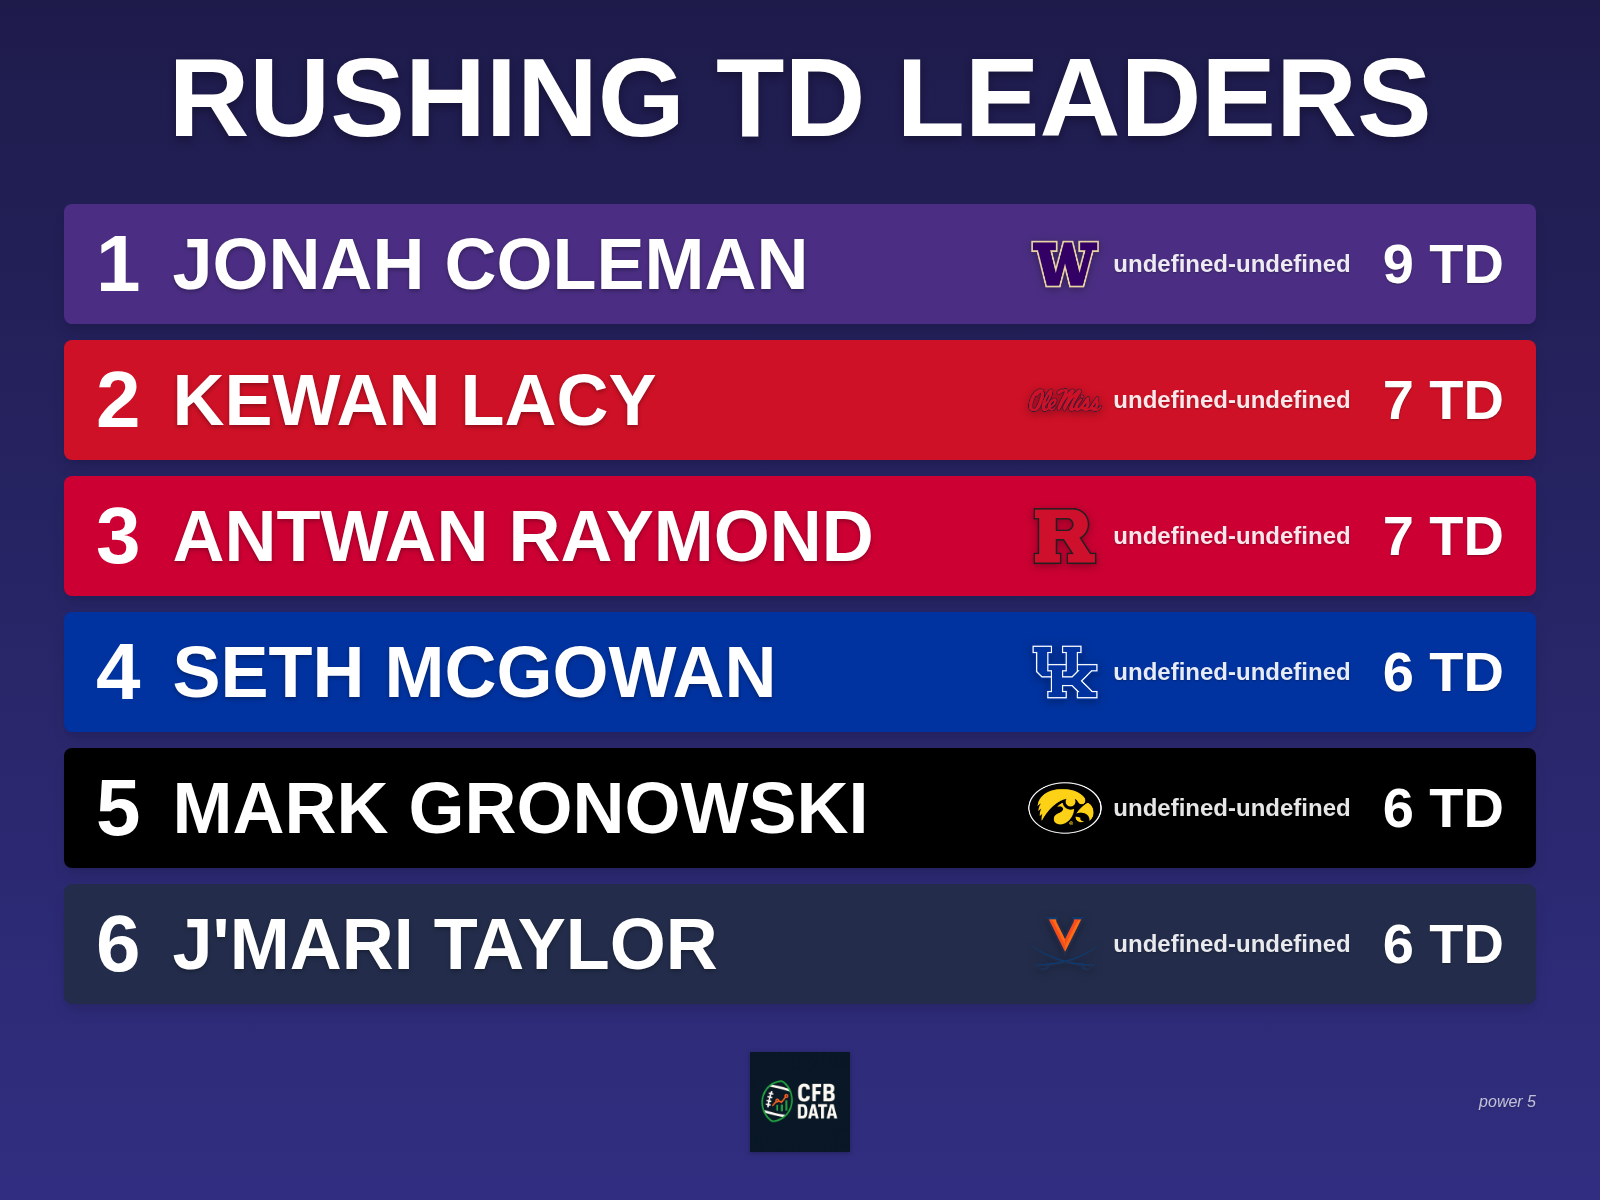 RUSHING TD LEADERS
1 JONAH COLEMAN W undefined-undefined 9 TD
2 KEWAN LACY Ole Miss undefined-undefined 7 TD
3 ANTWAN RAYMOND R undefined-undefined 7 TD
4 SETH MCGOWAN UK undefined-undefined 6 TD
5 MARK GRONOWSKI undefined-undefined 6 TD
6 J'MARI TAYLOR V undefined-undefined 6 TD
CFB
DATA
power 5